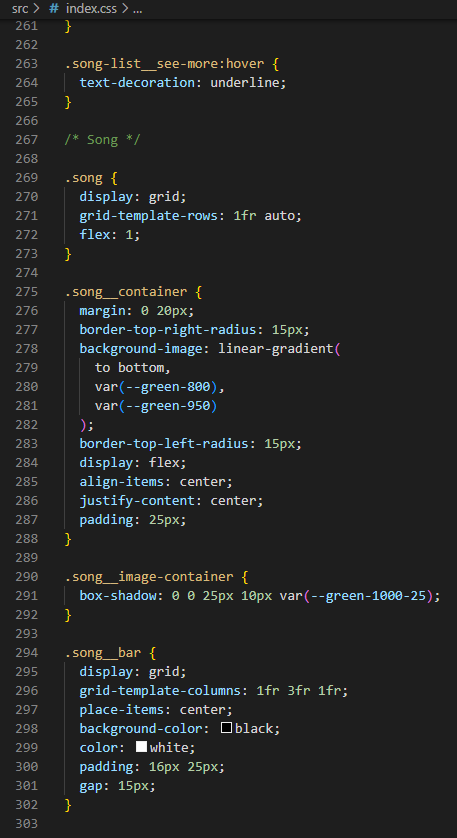 src > # index.css > ...
261 }
262
263 .song-list__see-more:hover {
264   text-decoration: underline;
265 }
266
267 /* Song */
268
269 .song {
270   display: grid;
271   grid-template-rows: 1fr auto;
272   flex: 1;
273 }
274
275 .song__container {
276   margin: 0 20px;
277   border-top-right-radius: 15px;
278   background-image: linear-gradient(
279     to bottom,
280     var(--green-800),
281     var(--green-950)
282   );
283   border-top-left-radius: 15px;
284   display: flex;
285   align-items: center;
286   justify-content: center;
287   padding: 25px;
288 }
289
290 .song__image-container {
291   box-shadow: 0 0 25px 10px var(--green-1000-25);
292 }
293
294 .song__bar {
295   display: grid;
296   grid-template-columns: 1fr 3fr 1fr;
297   place-items: center;
298   background-color: black;
299   color: white;
300   padding: 16px 25px;
301   gap: 15px;
302 }
303